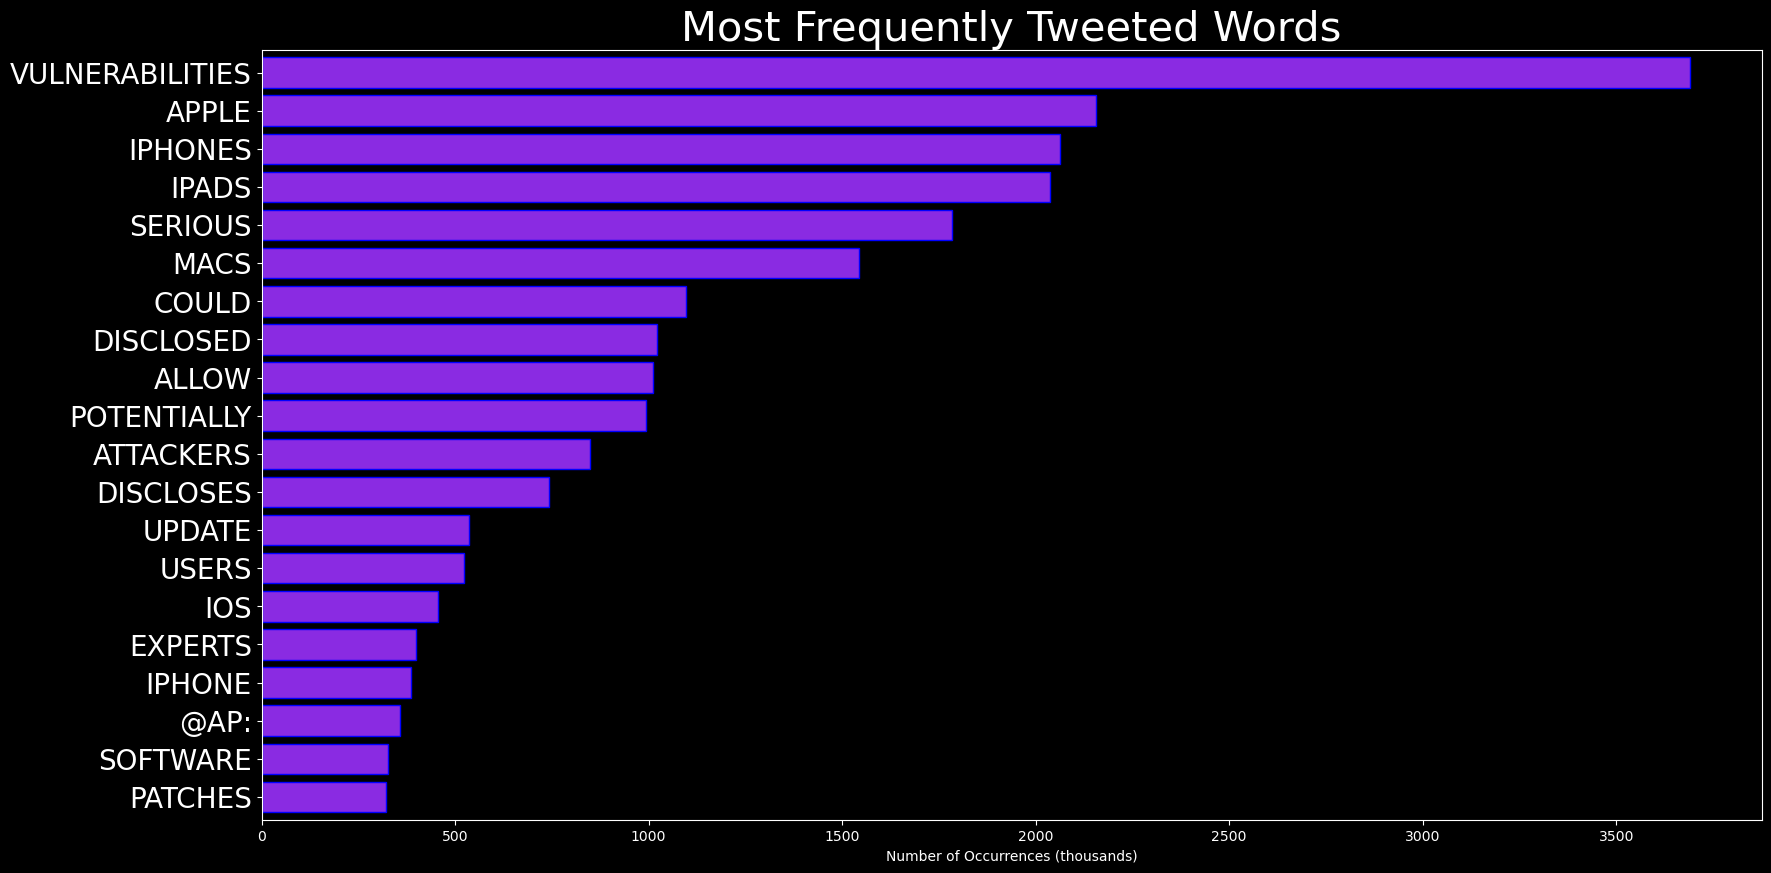 Most Frequently Tweeted Words
VULNERABILITIES
APPLE
IPHONES
IPADS
SERIOUS
MACS
COULD
DISCLOSED
ALLOW
POTENTIALLY
ATTACKERS
DISCLOSES
UPDATE
USERS
IOS
EXPERTS
IPHONE
@AP:
SOFTWARE
PATCHES
0 500 1000 1500 2000 2500 3000 3500
Number of Occurrences (thousands)